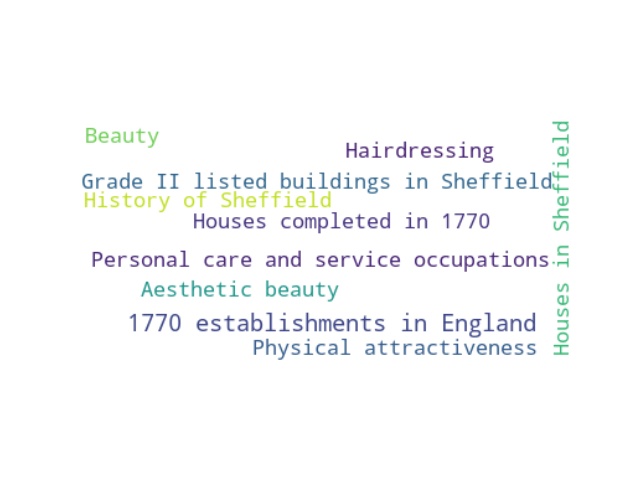 Beauty
Hairdressing
Grade II listed buildings in Sheffield
History of Sheffield
Houses completed in 1770
Personal care and service occupations
Aesthetic beauty
1770 establishments in England
Physical attractiveness
Houses in Sheffield